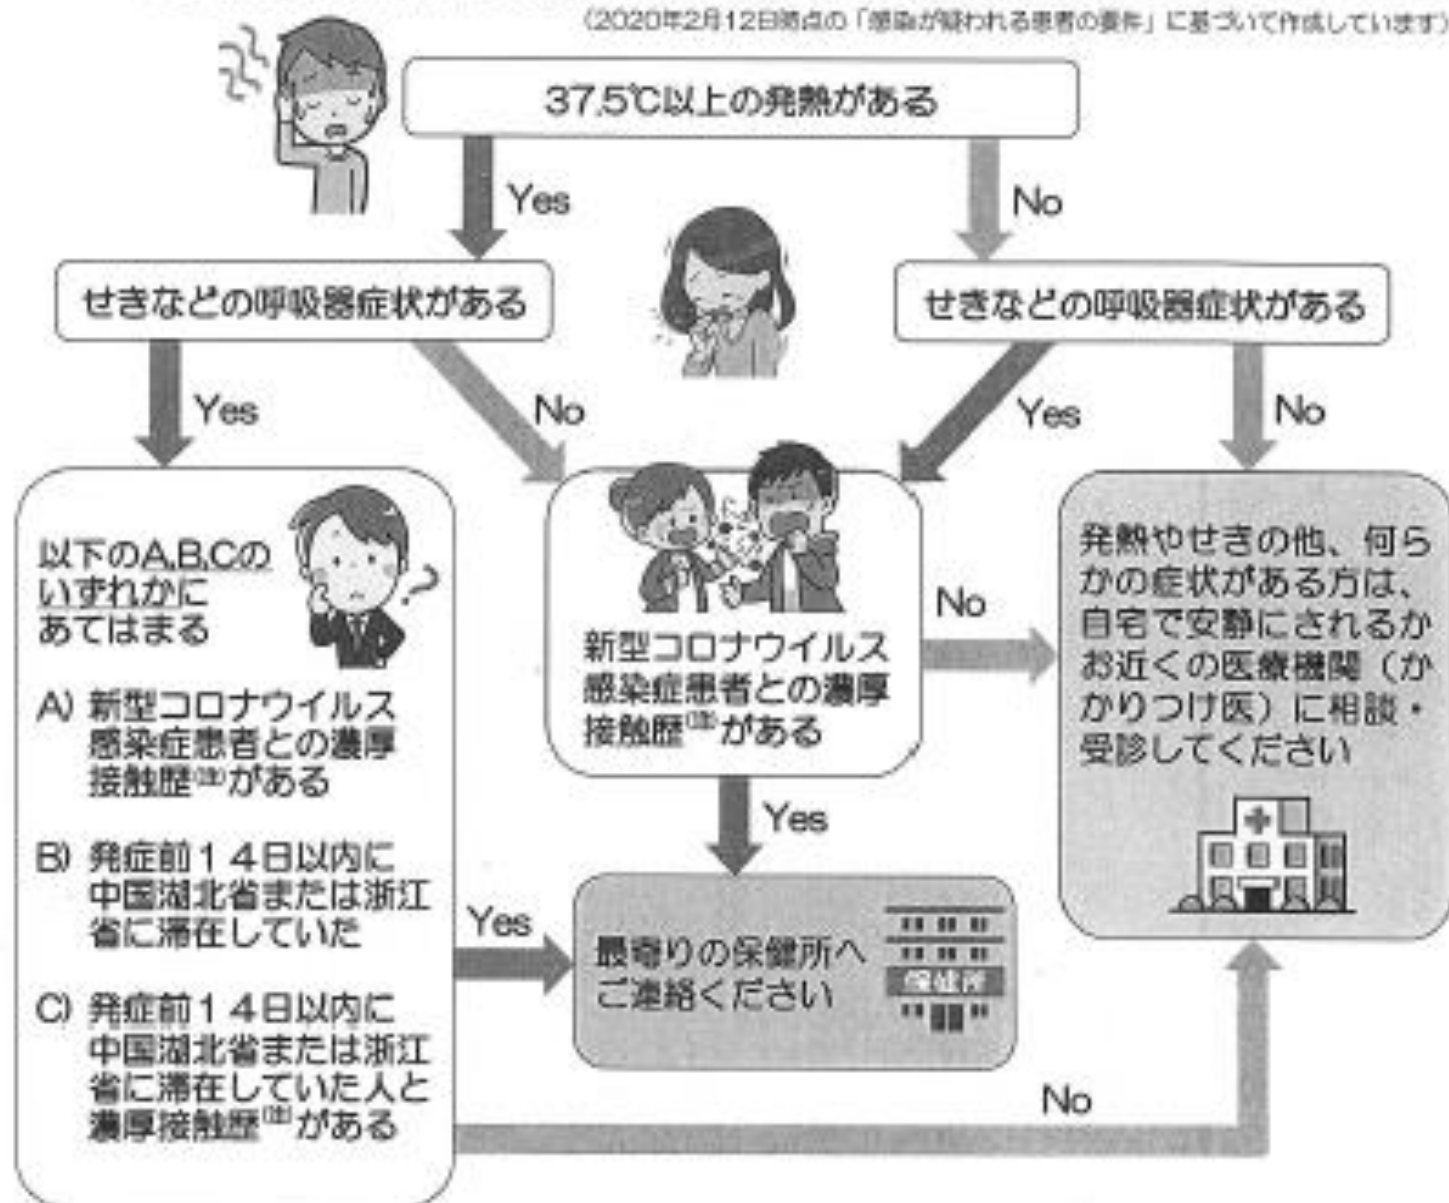 (2020年2月12日時点の「感染が疑われる患者の要件」に基づいて作成しています)
37.5℃以上の発熱がある
Yes
No
せきなどの呼吸器症状がある
せきなどの呼吸器症状がある
Yes
No
Yes
No
以下のA,B,Cの
いずれかに
あてはまる
A) 新型コロナウイルス
感染症患者との濃厚
接触歴(注)がある
B) 発症前14日以内に
中国湖北省または浙江
省に滞在していた
C) 発症前14日以内に
中国湖北省または浙江
省に滞在していた人と
濃厚接触歴(注)がある
新型コロナウイルス
感染症患者との濃厚
接触歴(注)がある
No
Yes
発熱やせきの他、何ら
かの症状がある方は、
自宅で安静にされるか
お近くの医療機関(か
かりつけ医)に相談・
受診してください
Yes
最寄りの保健所へ
ご連絡ください
保健所
No